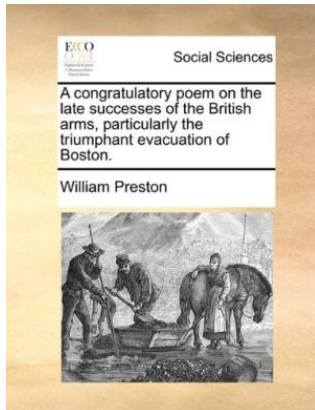 ECCO
Social Sciences
A congratulatory poem on the
late successes of the British
arms, particularly the
triumphant evacuation of
Boston.
William Preston